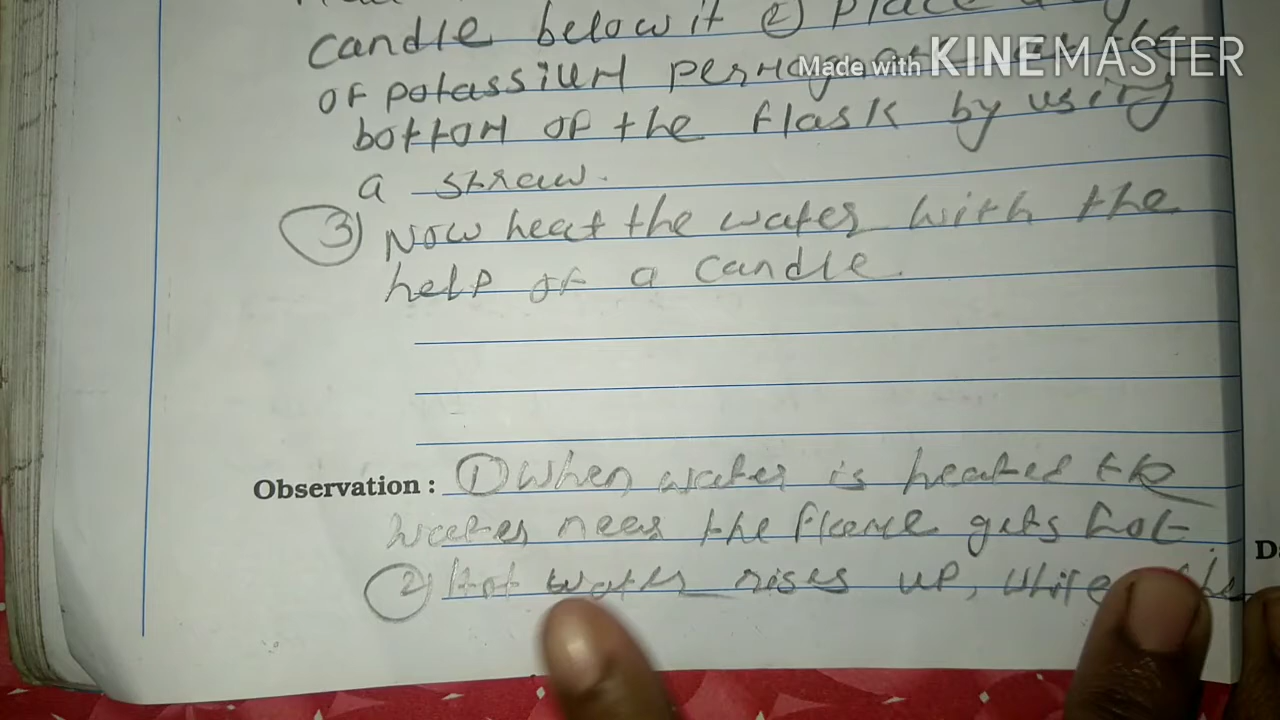 candle below it 2) Place
of potassium
bottom of the flask by using
a straw.
3) Now heat the water with the
help of a candle.
Observation : 1) When water is heated the
water near the flame gets hot.
2) Hot water rises up, while the
D
Made with KINEMASTER